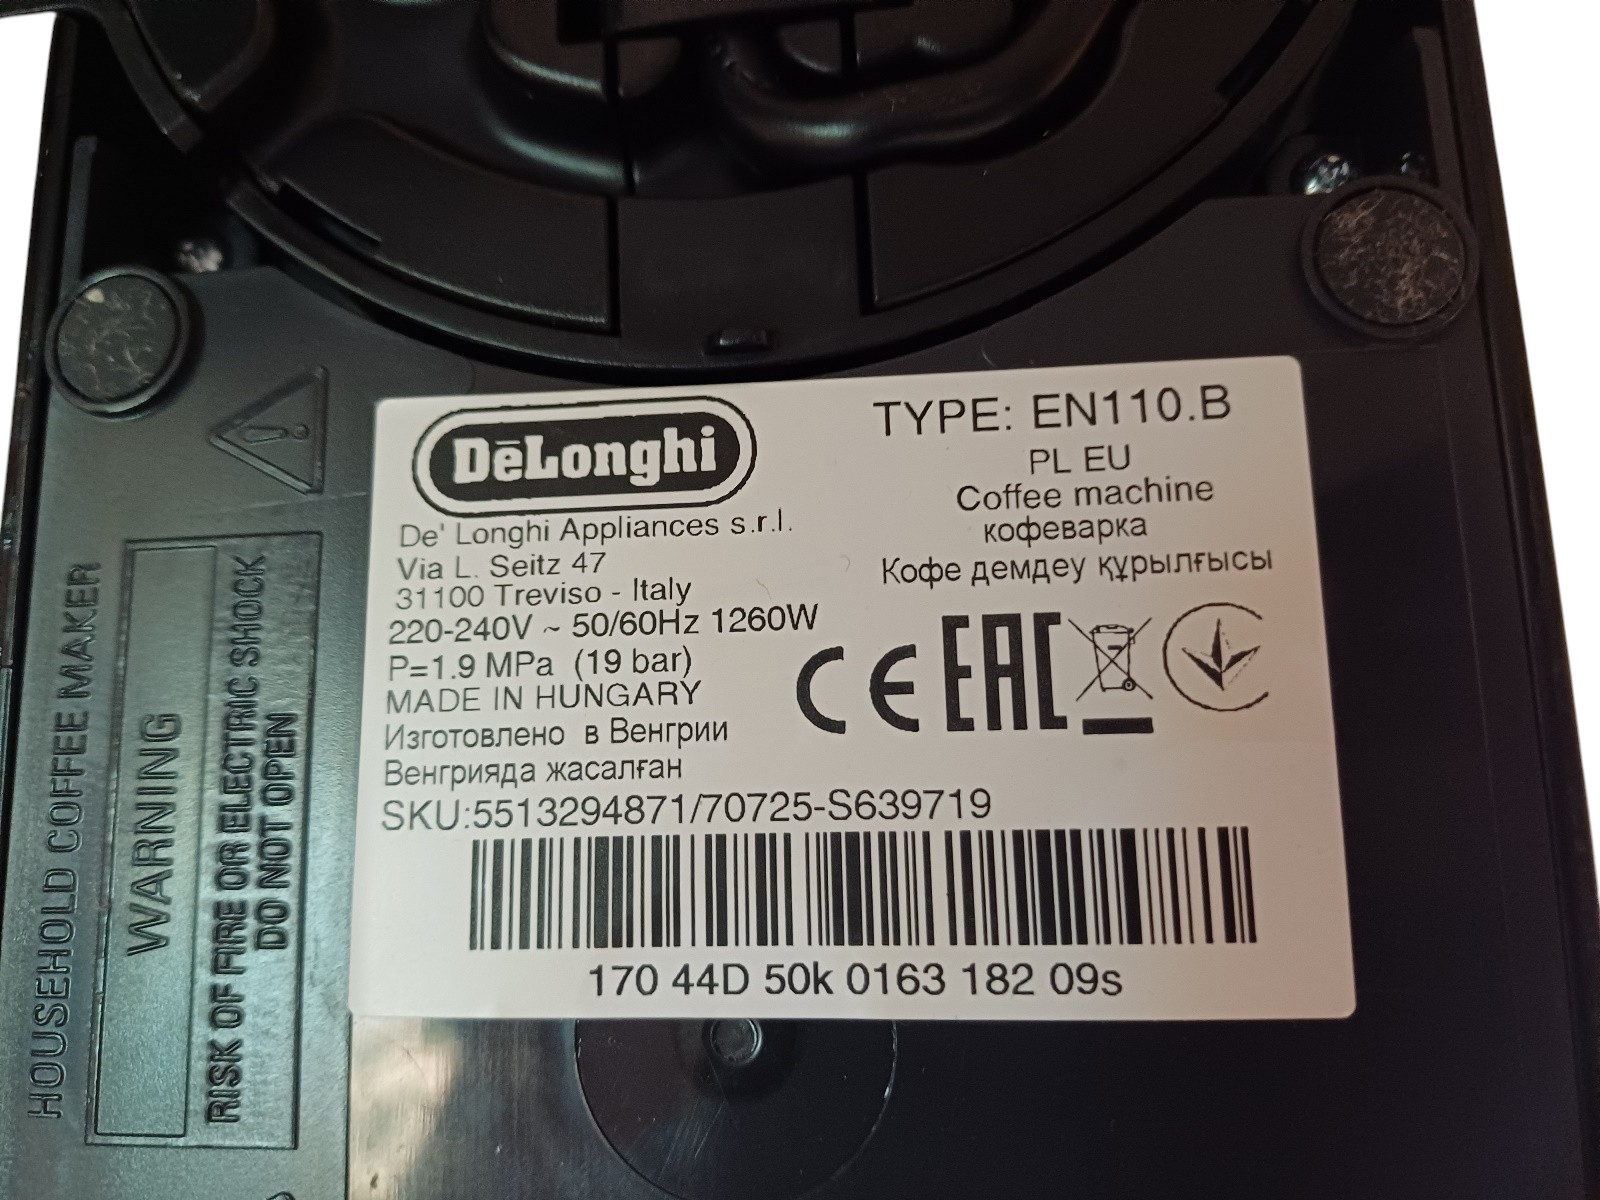 DēLonghi
De' Longhi Appliances s.r.l.
Via L. Seitz 47
31100 Treviso - Italy
220-240V ~ 50/60Hz 1260W
P=1.9 MPa (19 bar)
MADE IN HUNGARY
Изготовлено в Венгрии
Венгрияда жасалған
TYPE: EN110.B
PL EU
Coffee machine
кофеварка
Кофе демдеу құрылғысы
CE EAC
SKU:5513294871/70725-S639719
170 44D 50k 0163 182 09s
HOUSEHOLD COFFEE MAKER
WARNING
RISK OF FIRE OR ELECTRIC SHOCK
DO NOT OPEN